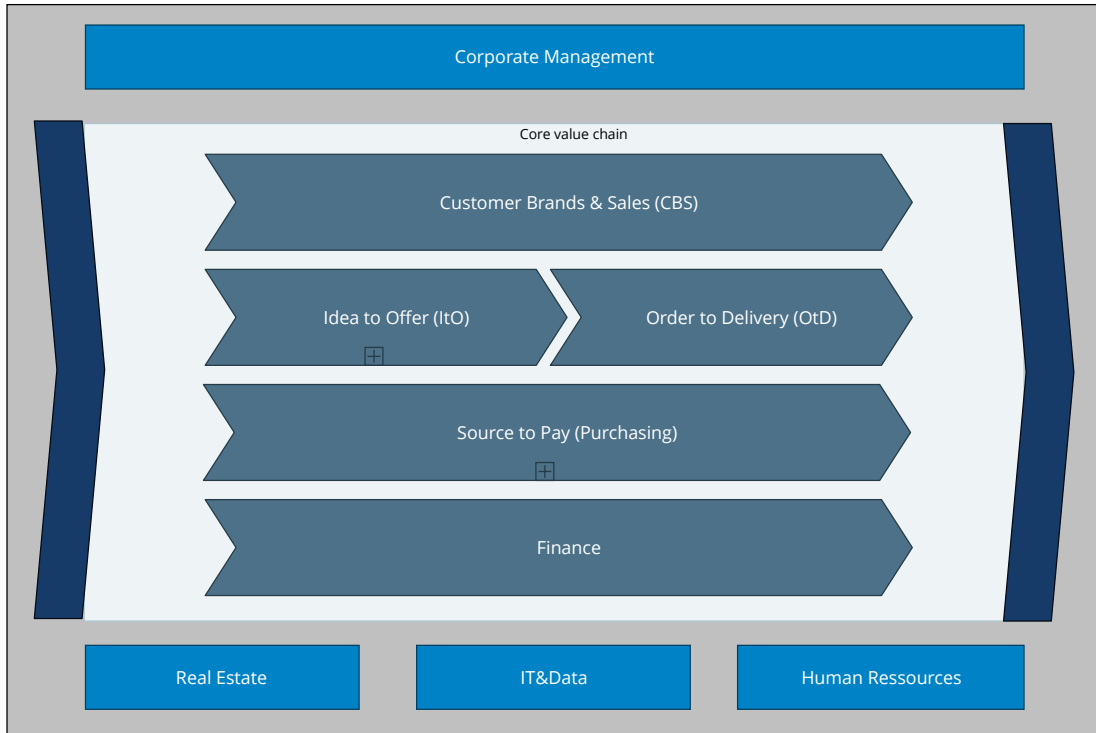 Corporate Management
Core value chain
Customer Brands & Sales (CBS)
Idea to Offer (ItO)
Order to Delivery (OtD)
Source to Pay (Purchasing)
Finance
Real Estate
IT&Data
Human Ressources